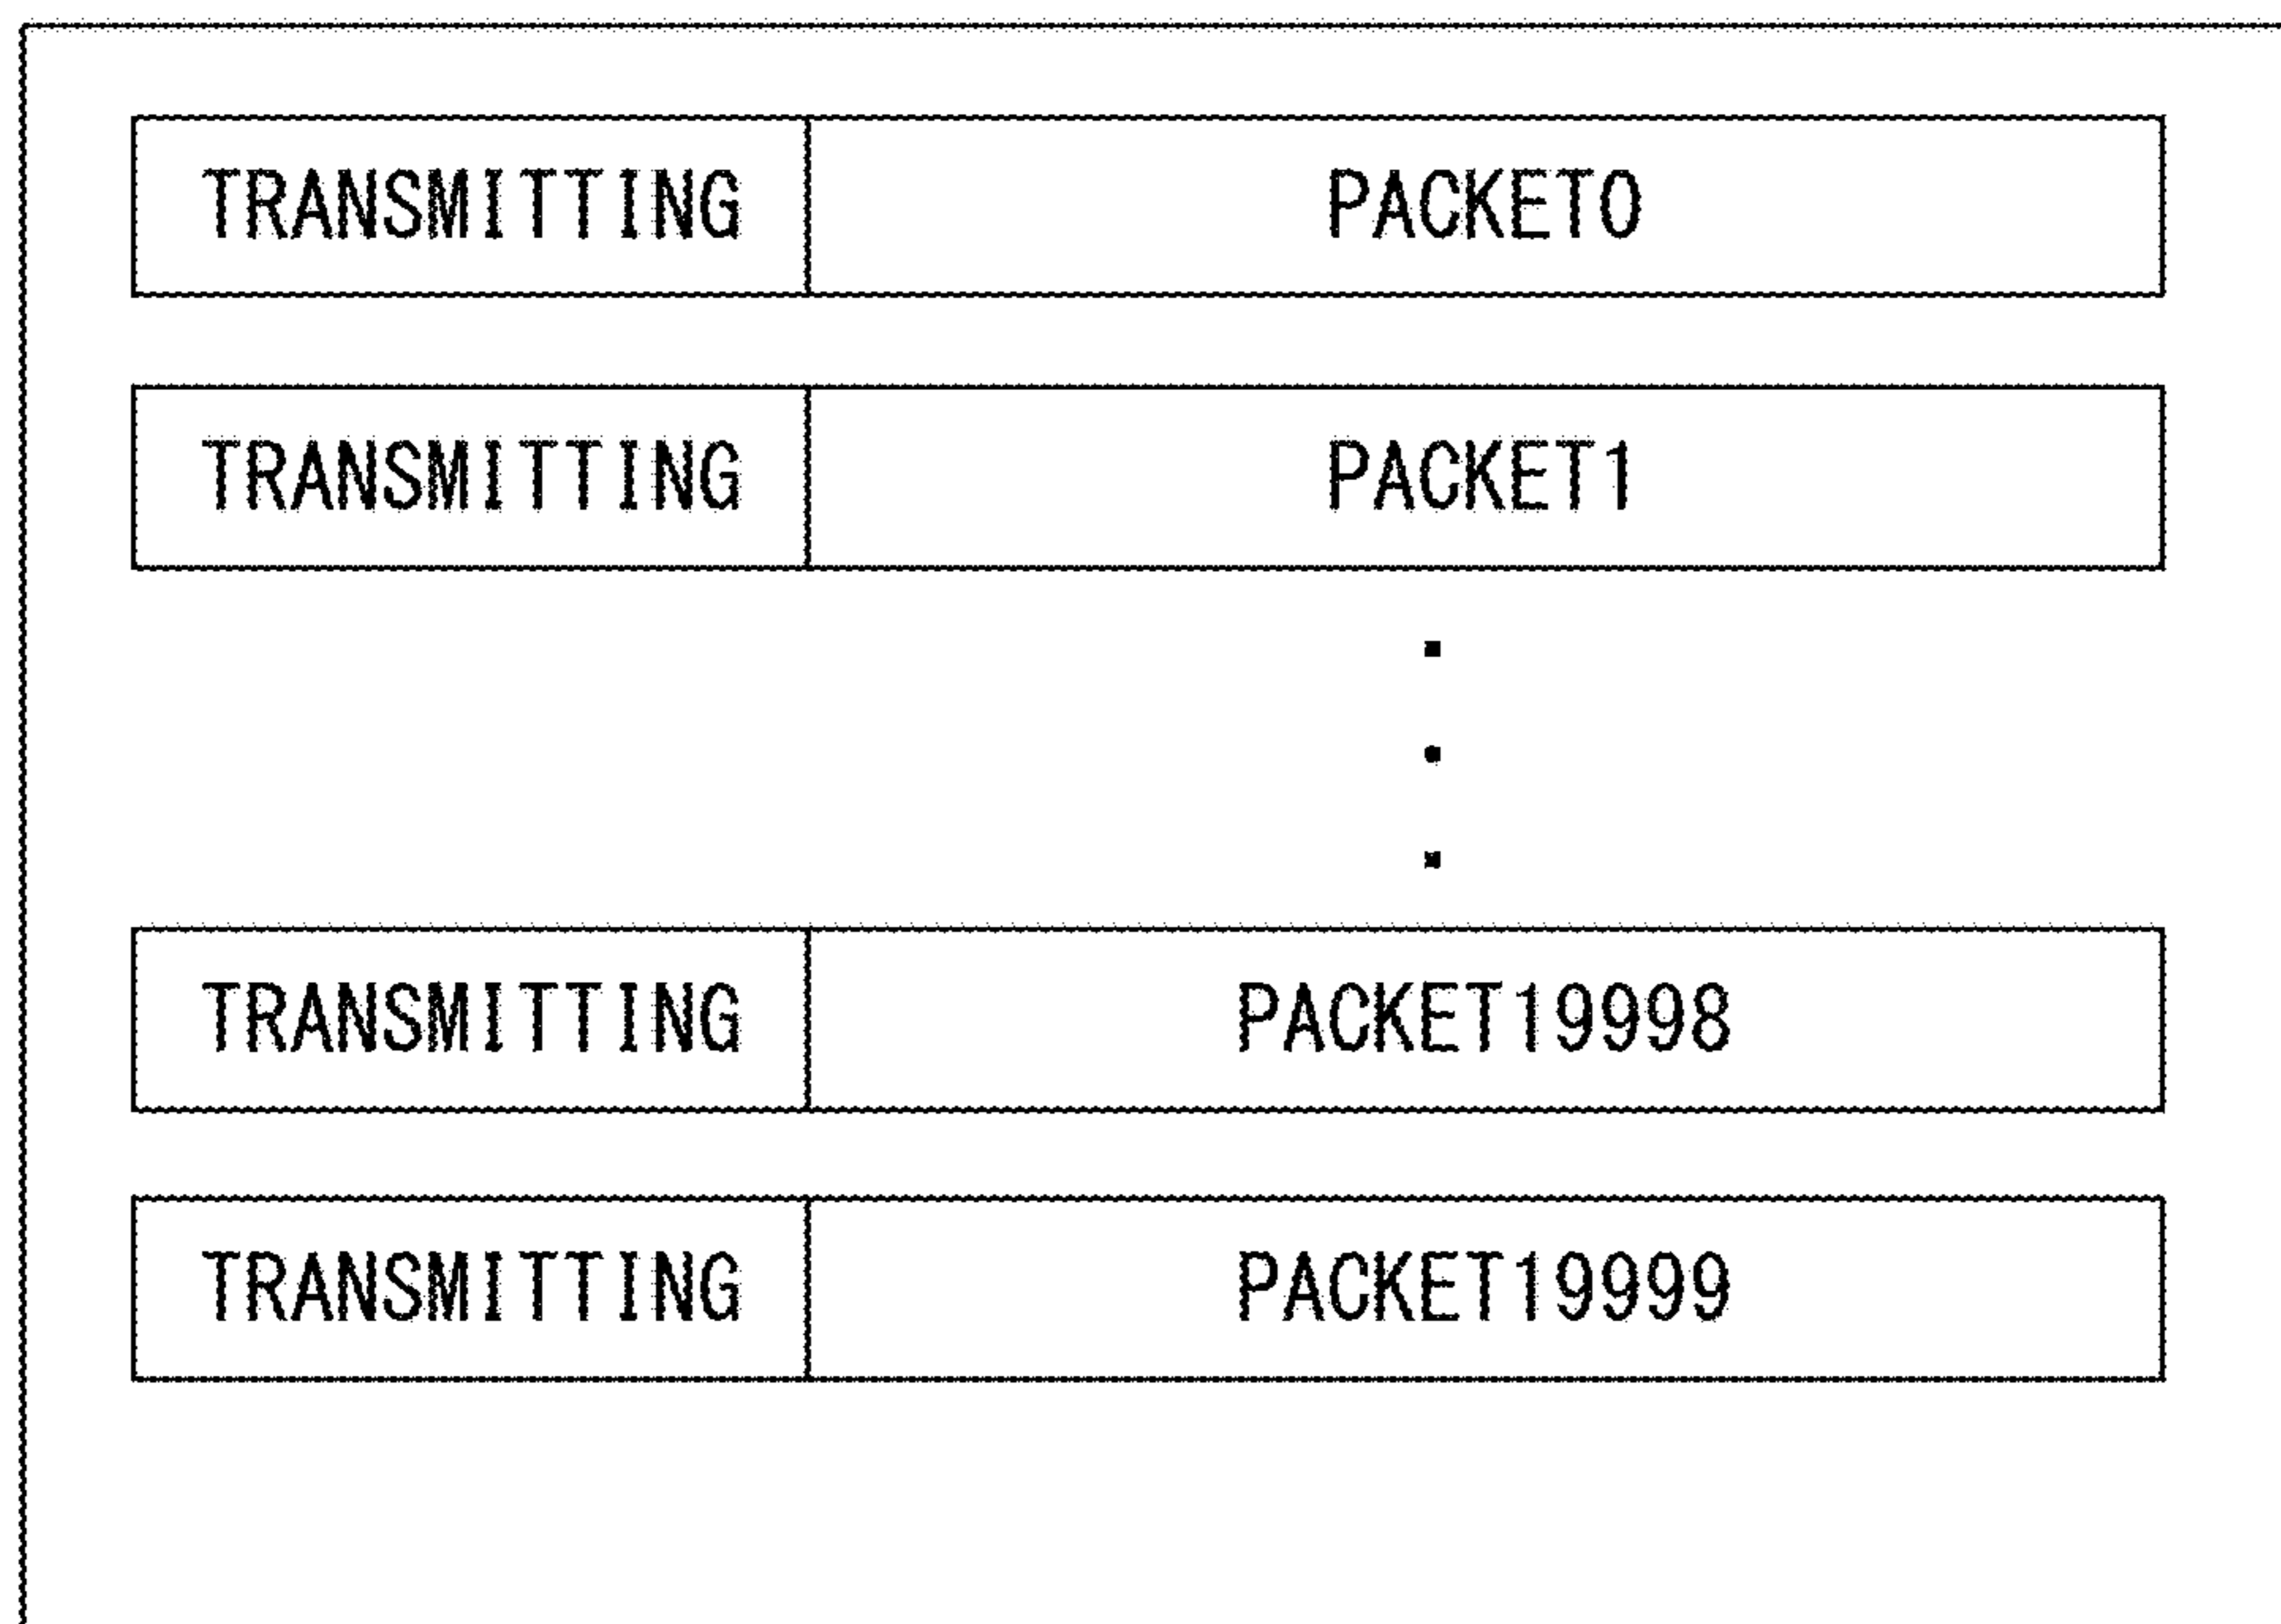 TRANSMITTING PACKET0
TRANSMITTING PACKET1
TRANSMITTING PACKET19998
TRANSMITTING PACKET19999